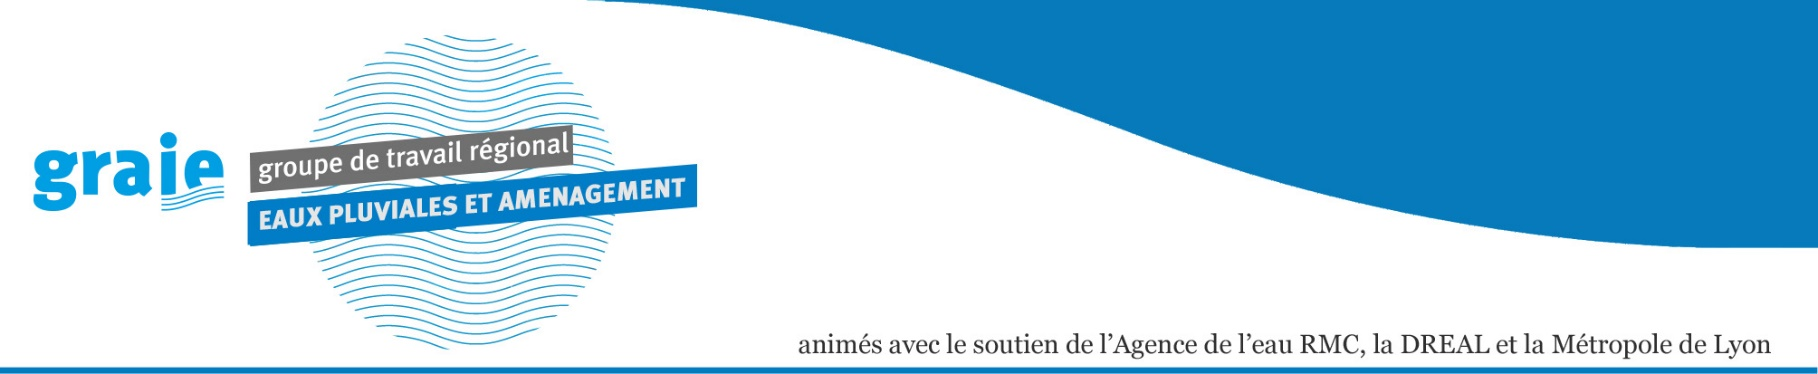 graie
groupe de travail régional
EAUX PLUVIALES ET AMENAGEMENT
animés avec le soutien de l’Agence de l’eau RMC, la DREAL et la Métropole de Lyon